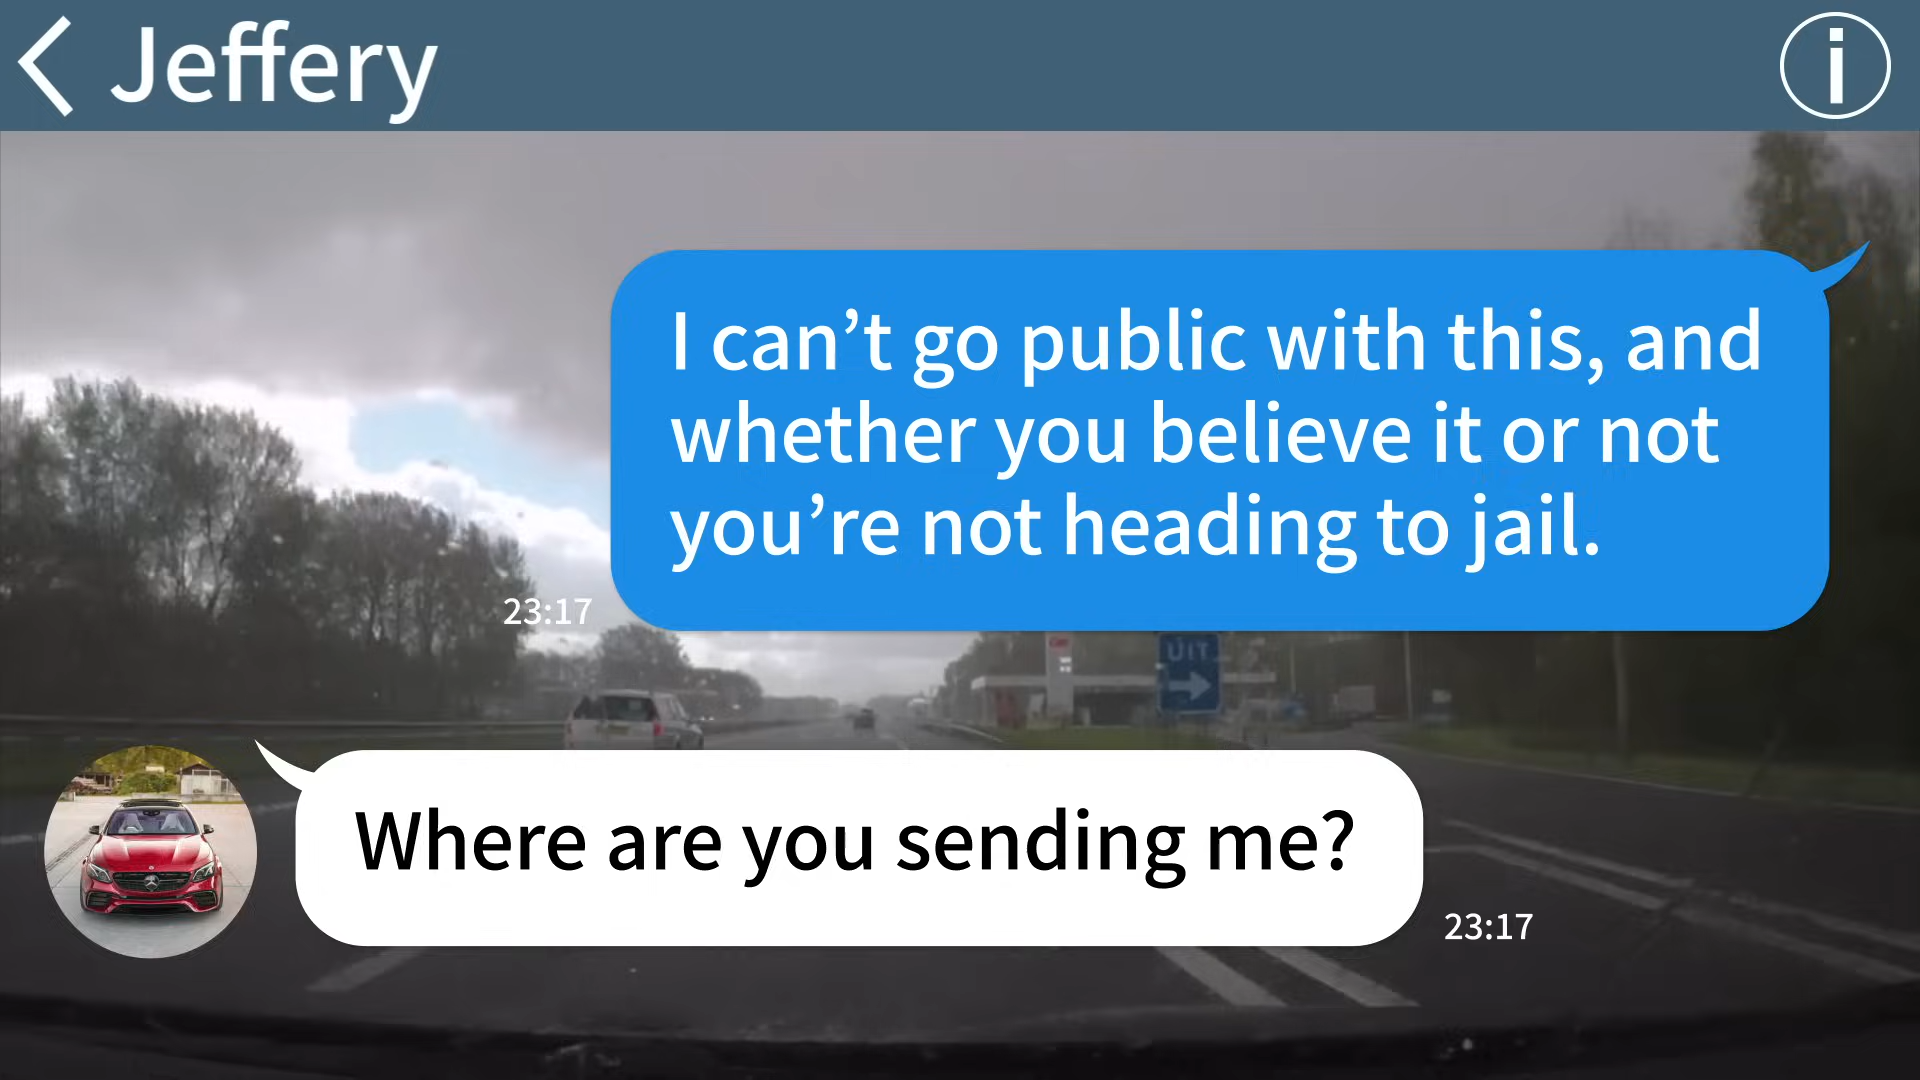 Jeffery
i
I can’t go public with this, and
whether you believe it or not
you’re not heading to jail.
23:17
UIT
Where are you sending me?
23:17